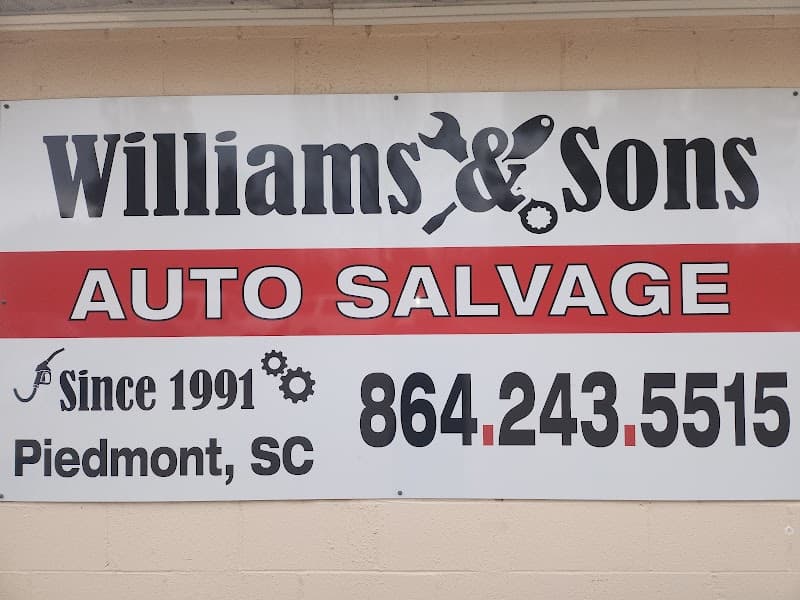 Williams & Sons
AUTO SALVAGE
Since 1991
Piedmont, SC
864.243.5515